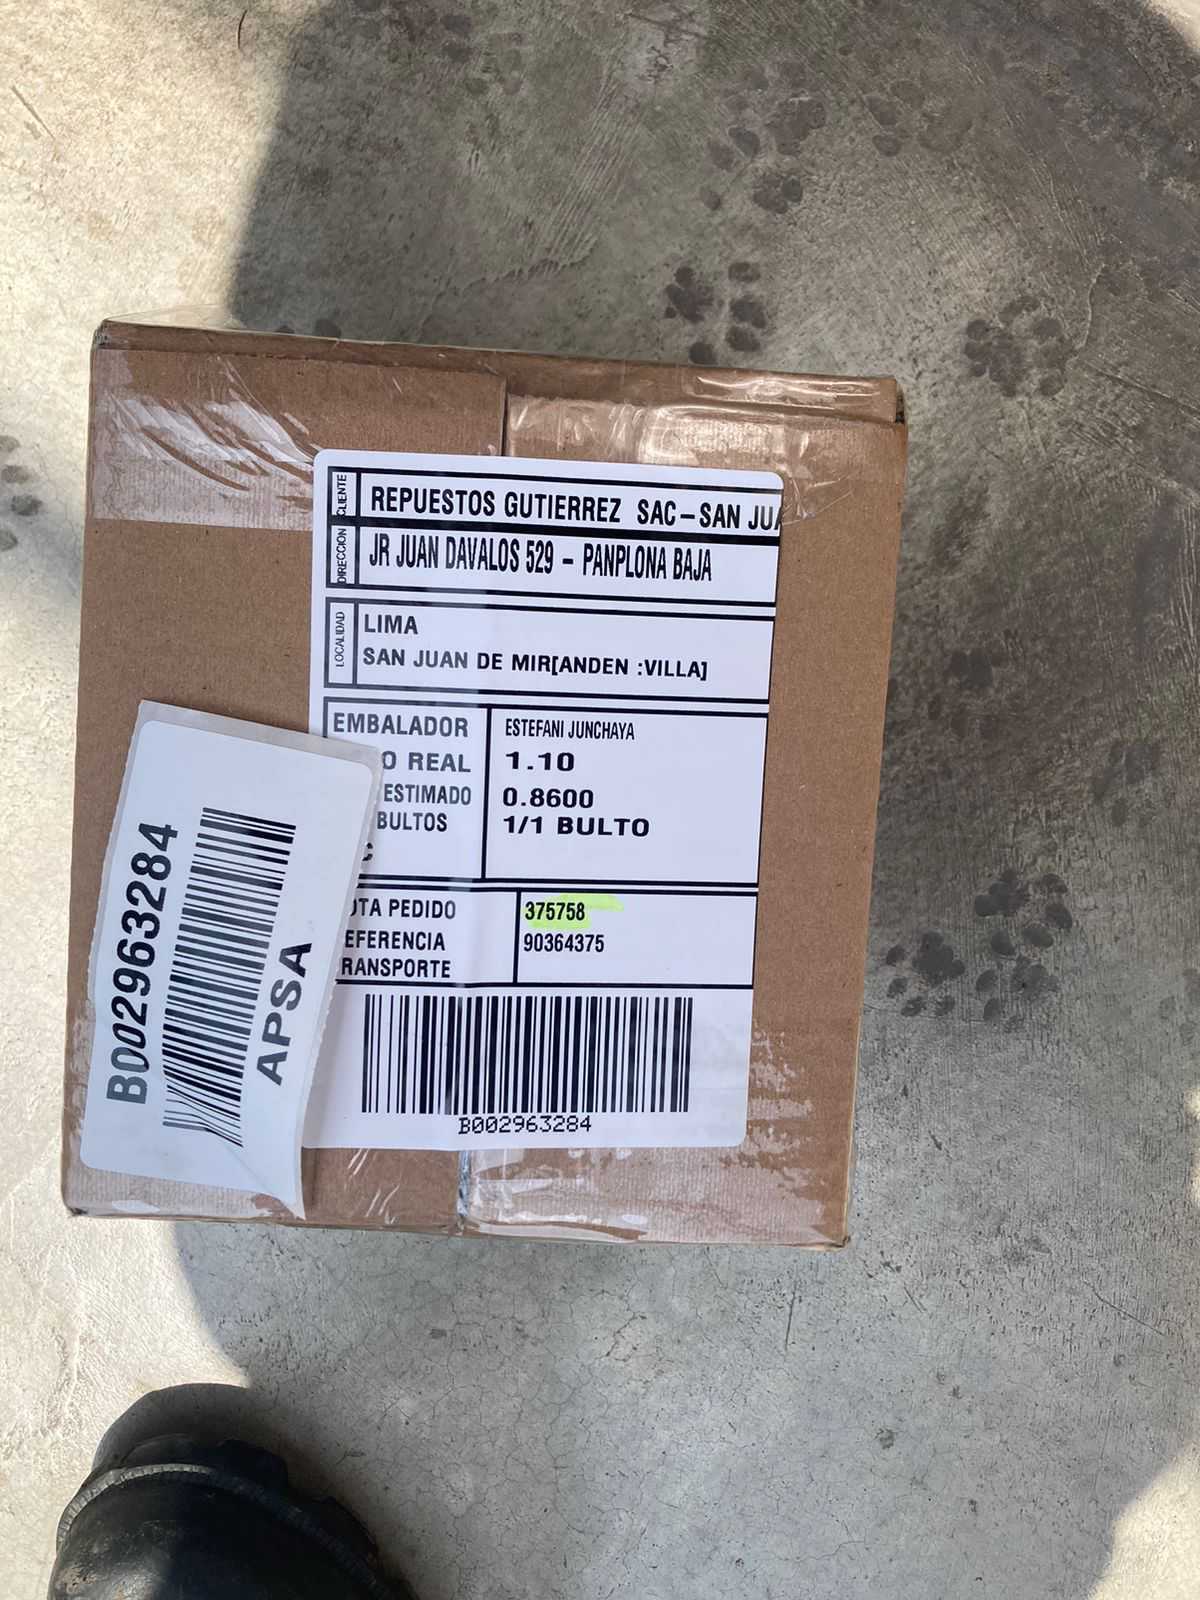 CLIENTE
REPUESTOS GUTIERREZ SAC-SAN JUA
DIRECCION
JR JUAN DAVALOS 529 - PANPLONA BAJA
LOCALIDAD
LIMA
SAN JUAN DE MIR[ANDEN :VILLA]
EMBALADOR ESTEFANI JUNCHAYA
O REAL 1.10
ESTIMADO 0.8600
BULTOS 1/1 BULTO
C
OTA PEDIDO 375758
EFERENCIA 90364375
RANSPORTE
B002963284
B002963284
APSA